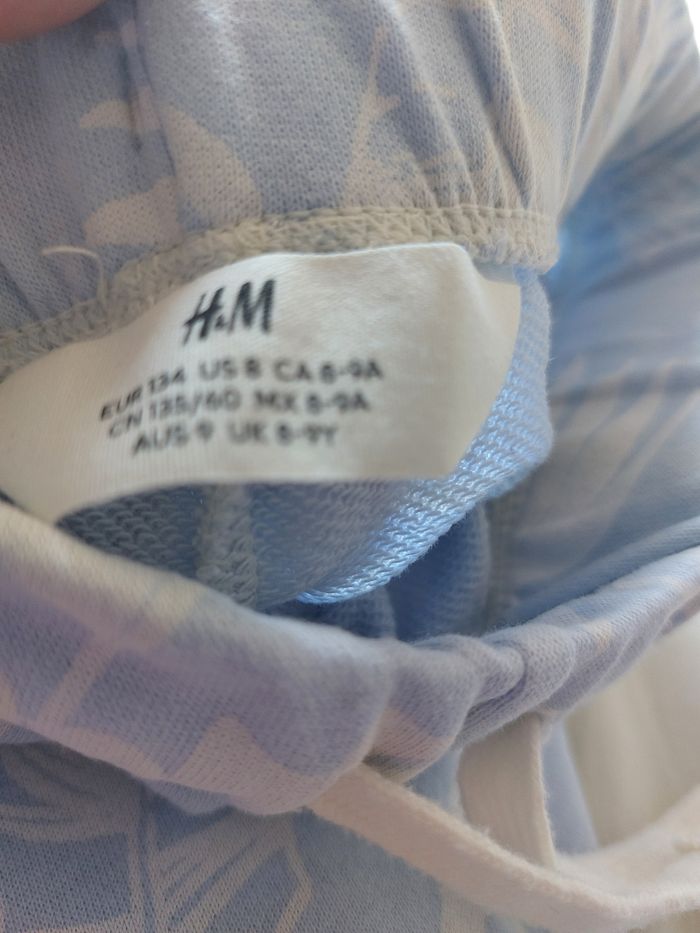 H&M
EUR 134 US 8 CA 8-9A
CN 135/60 MX 8-9A
AUS 9 UK 8-9Y